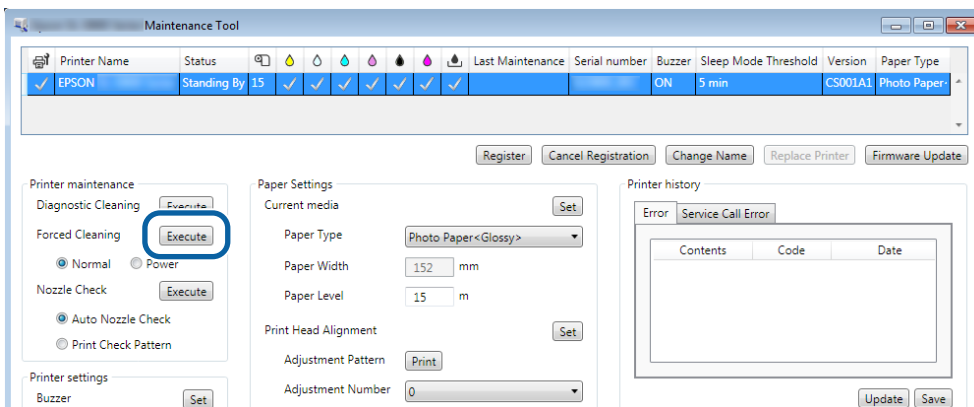 Maintenance Tool
Printer Name Status Last Maintenance Serial number Buzzer Sleep Mode Threshold Version Paper Type
EPSON Standing By 15 ON 5 min CS001A1 Photo Paper
Register Cancel Registration Change Name Replace Printer Firmware Update
Printer maintenance
Diagnostic Cleaning Execute
Forced Cleaning Execute
Normal Power
Nozzle Check Execute
Auto Nozzle Check
Print Check Pattern
Printer settings
Buzzer Set
Paper Settings
Current media Set
Paper Type Photo Paper<Glossy>
Paper Width 152 mm
Paper Level 15 m
Print Head Alignment Set
Adjustment Pattern Print
Adjustment Number 0
Printer history
Error Service Call Error
Contents Code Date
Update Save